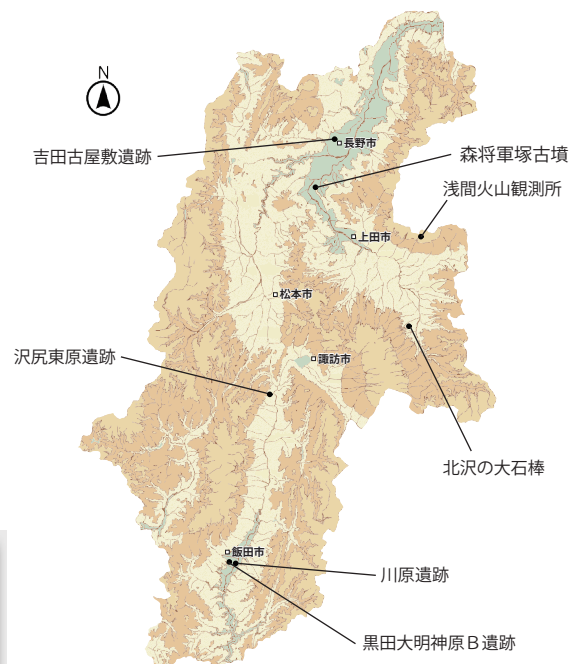 N
長野市
吉田古屋敷遺跡
森将軍塚古墳
浅間火山観測所
上田市
松本市
沢尻東原遺跡
諏訪市
北沢の大石棒
飯田市
川原遺跡
黒田大明神原B遺跡